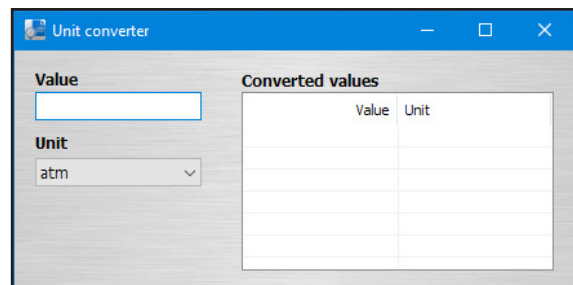 Unit converter
Value
Converted values
Value Unit
Unit
atm